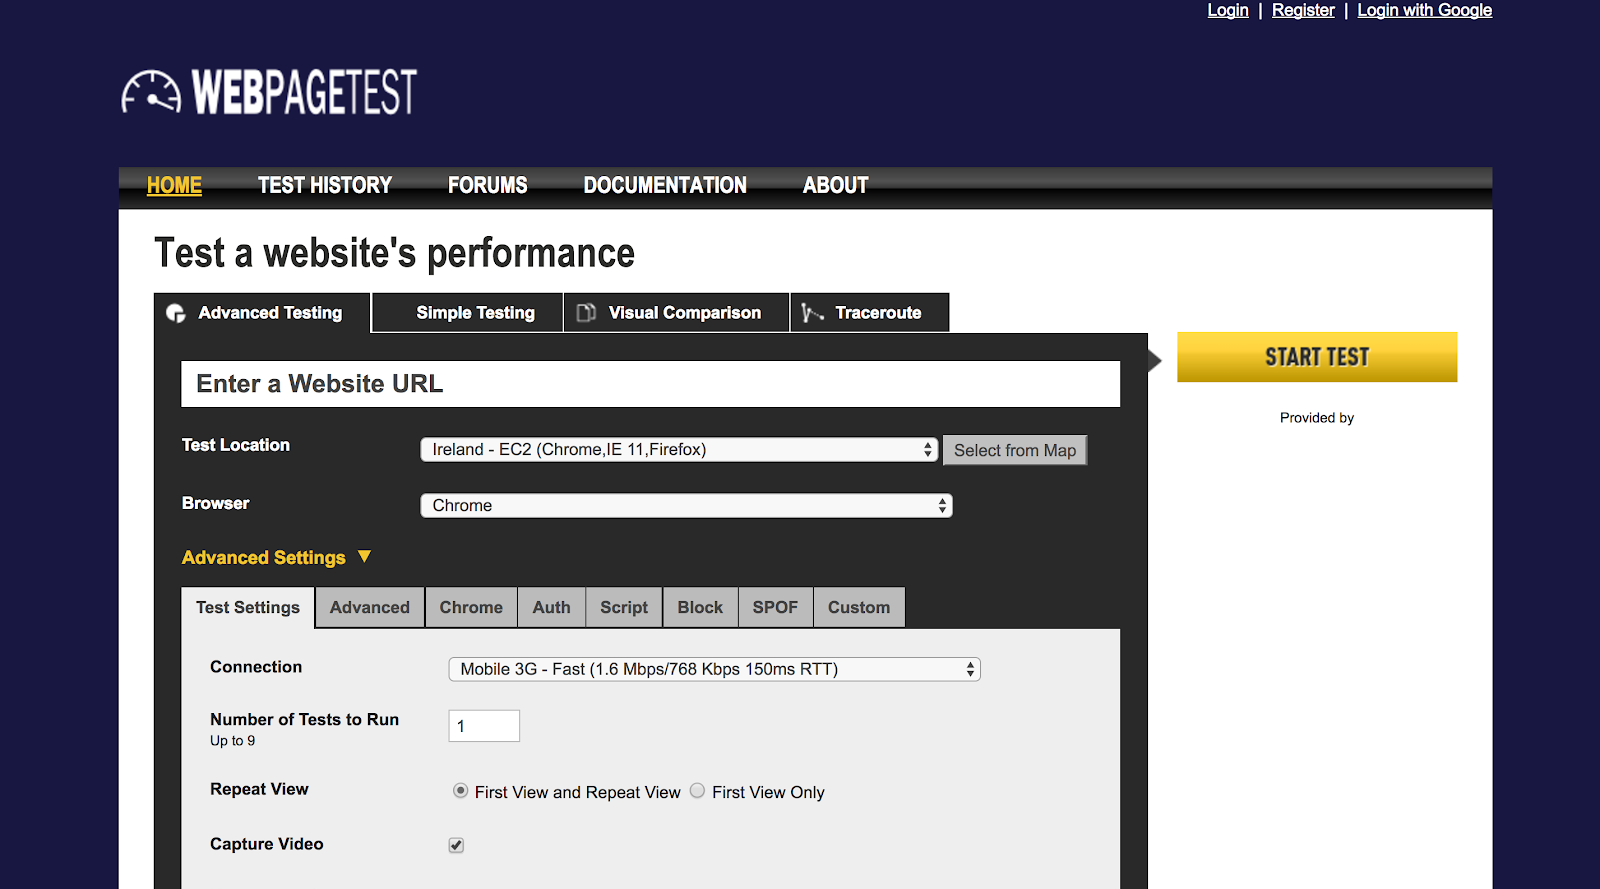 Login | Register | Login with Google
WEBPAGETEST
HOME TEST HISTORY FORUMS DOCUMENTATION ABOUT
Test a website's performance
Advanced Testing Simple Testing Visual Comparison Traceroute
Enter a Website URL
START TEST
Provided by
Test Location Ireland - EC2 (Chrome,IE 11,Firefox) Select from Map
Browser Chrome
Advanced Settings ▼
Test Settings Advanced Chrome Auth Script Block SPOF Custom
Connection Mobile 3G - Fast (1.6 Mbps/768 Kbps 150ms RTT)
Number of Tests to Run 1
Up to 9
Repeat View First View and Repeat View First View Only
Capture Video